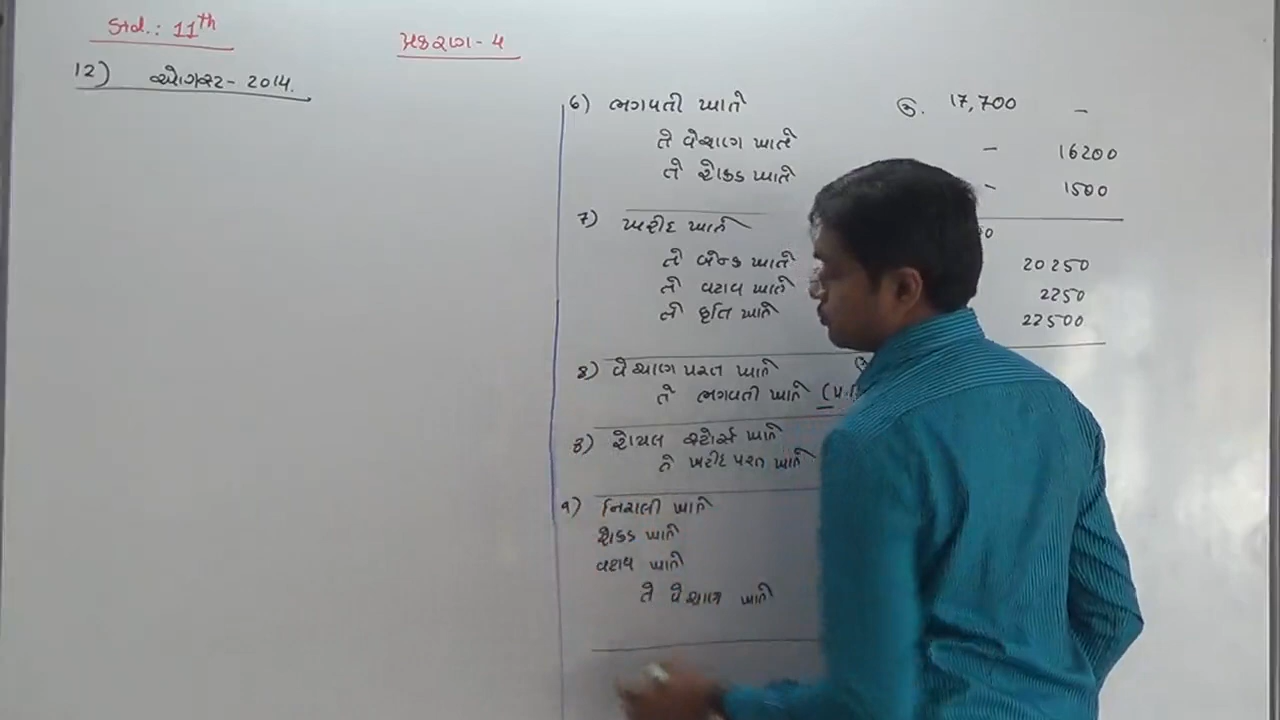 Std.: 11th
પ્રકરણ - 4
12) ઓગસ્ટ - 2014.
6) ભગવતી ખાતે રૂ. 17,700 -
તે વેચાણ ખાતે - 16200
તે રોકડ ખાતે - 1500
7) ખરીદ ખાતે
તે બેન્ક ખાતે 20250
તે વટાવ ખાતે 2250
તે કૃતિ ખાતે 22500
8) વેચાણ પરત ખાતે
તે ભગવતી ખાતે
8) રોયલ સ્ટોર્સ ખાતે
તે ખરીદ પરત ખાતે
9) નિરાલી ખાતે
રોકડ ખાતે
વટાવ ખાતે
તે વેચાણ ખાતે